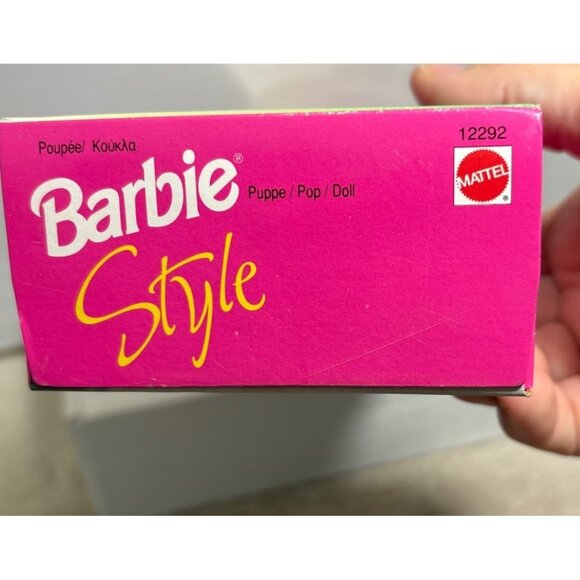 Poupée/ Κούκλα
12292
Barbie®
Puppe / Pop / Doll
MATTEL®
Style